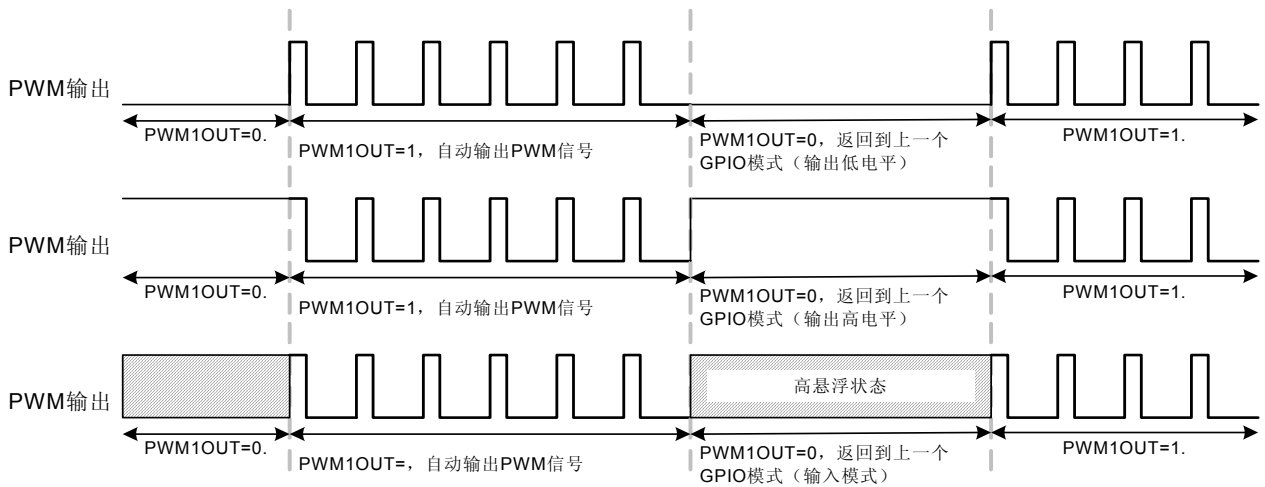 PWM输出
PWM1OUT=0.
PWM1OUT=1，自动输出PWM信号
PWM1OUT=0，返回到上一个
GPIO模式（输出低电平）
PWM1OUT=1.
PWM输出
PWM1OUT=0.
PWM1OUT=1，自动输出PWM信号
PWM1OUT=0，返回到上一个
GPIO模式（输出高电平）
PWM1OUT=1.
高悬浮状态
PWM输出
PWM1OUT=0.
PWM1OUT=，自动输出PWM信号
PWM1OUT=0，返回到上一个
GPIO模式（输入模式）
PWM1OUT=1.